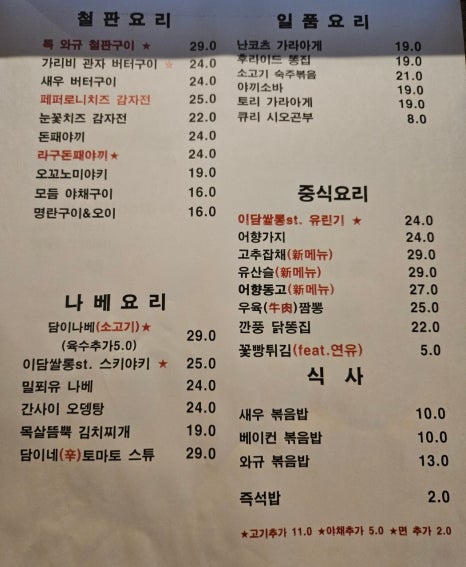 철판요리
톡 와규 철판구이 ★ 29.0
가리비 관자 버터구이 ☆ 24.0
새우 버터구이 24.0
페퍼로니치즈 감자전 25.0
눈꽃치즈 감자전 22.0
돈패야끼 24.0
라구돈패야끼★ 24.0
오꼬노미야키 19.0
모듬 야채구이 16.0
명란구이&오이 16.0
나베요리
담이나베(소고기)★ 29.0
(육수추가5.0)
이담쌀롱st. 스키야키 ★ 25.0
밀푀유 나베 24.0
간사이 오뎅탕 24.0
목살뜸뿍 김치찌개 19.0
담이네(辛)토마토 스튜 29.0
일품요리
난코츠 가라아게 19.0
후라이드 똥집 19.0
소고기 숙주볶음 21.0
야끼소바 19.0
토리 가라아게 19.0
큐리 시오곤부 8.0
중식요리
이담쌀롱st. 유린기 ★ 24.0
어향가지 24.0
고추잡채(新메뉴) 29.0
유산슬(新메뉴) 29.0
어향동고(新메뉴) 27.0
우육(牛肉)짬뽕 25.0
깐풍 닭똥집 22.0
꽃빵튀김(feat.연유) 5.0
식 사
새우 볶음밥 10.0
베이컨 볶음밥 10.0
와규 볶음밥 13.0
즉석밥 2.0
★고기추가 11.0 ★야채추가 5.0 ★면 추가 2.0